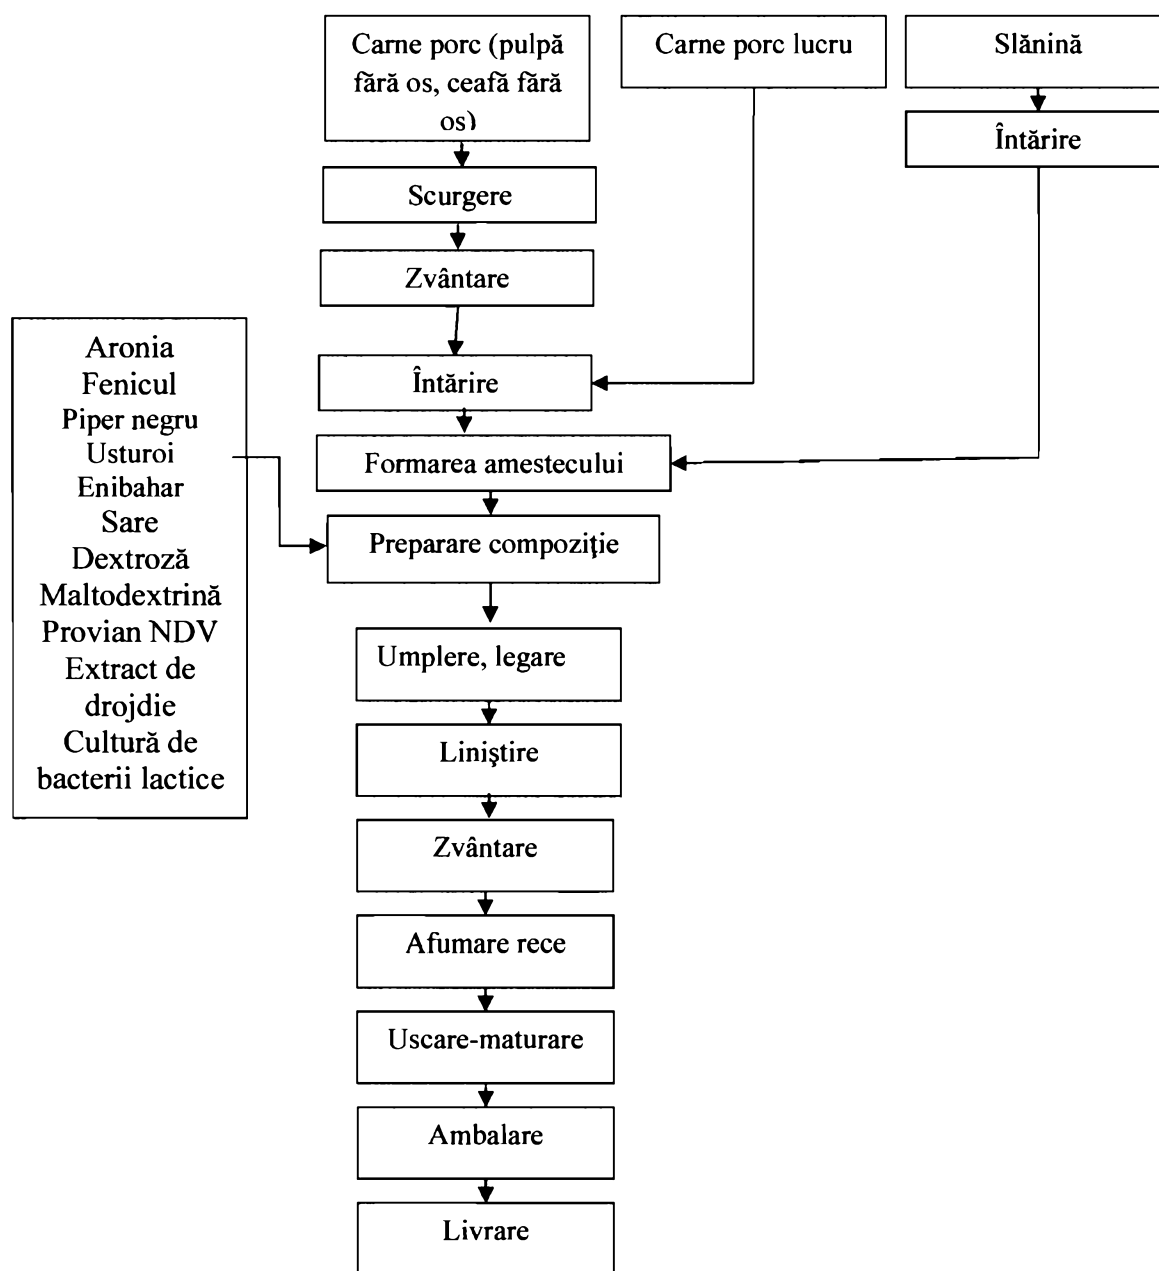 Carne porc (pulpă
fără os, ceafă fără
os)
Carne porc lucru
Slănină
Întărire
Scurgere
Zvântare
Întărire
Formarea amestecului
Aronia
Fenicul
Piper negru
Usturoi
Enibahar
Sare
Dextroză
Maltodextrină
Provian NDV
Extract de
drojdie
Cultură de
bacterii lactice
Preparare compoziţie
Umplere, legare
Liniştire
Zvântare
Afumare rece
Uscare-maturare
Ambalare
Livrare